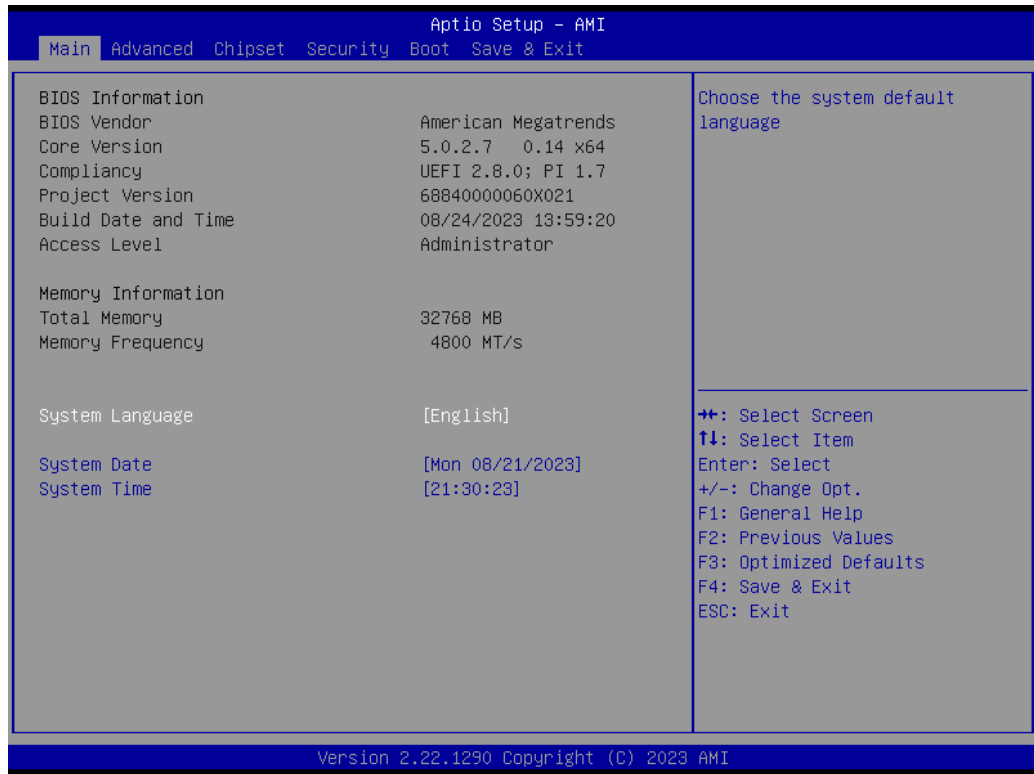 Aptio Setup – AMI
Main Advanced Chipset Security Boot Save & Exit
BIOS Information
BIOS Vendor American Megatrends
Core Version 5.0.2.7 0.14 x64
Compliancy UEFI 2.8.0; PI 1.7
Project Version 68840000060X021
Build Date and Time 08/24/2023 13:59:20
Access Level Administrator
Memory Information
Total Memory 32768 MB
Memory Frequency 4800 MT/s
System Language [English]
System Date [Mon 08/21/2023]
System Time [21:30:23]
Choose the system default
language
→←: Select Screen
↑↓: Select Item
Enter: Select
+/-: Change Opt.
F1: General Help
F2: Previous Values
F3: Optimized Defaults
F4: Save & Exit
ESC: Exit
Version 2.22.1290 Copyright (C) 2023 AMI